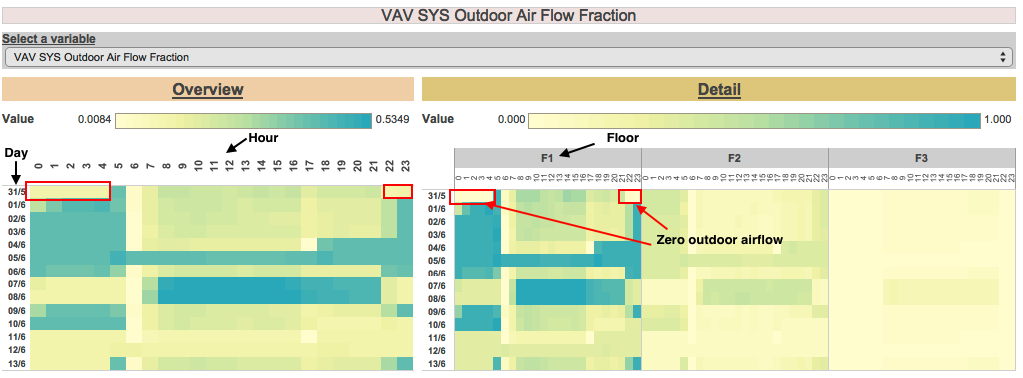 VAV SYS Outdoor Air Flow Fraction
Select a variable
VAV SYS Outdoor Air Flow Fraction
Overview
Detail
Value 0.0084 0.5349
Value 0.000 1.000
Hour
Floor
Day
F1 F2 F3
0 1 2 3 4 5 6 7 8 9 10 11 12 13 14 15 16 17 18 19 20 21 22 23
0 1 2 3 4 5 6 7 8 9 10 11 12 13 14 15 16 17 18 19 20 21 22 23
0 1 2 3 4 5 6 7 8 9 10 11 12 13 14 15 16 17 18 19 20 21 22 23
0 1 2 3 4 5 6 7 8 9 10 11 12 13 14 15 16 17 18 19 20 21 22 23
31/5 31/5
01/6 01/6
02/6 02/6
03/6 03/6
Zero outdoor airflow
04/6 04/6
05/6 05/6
06/6 06/6
07/6 07/6
08/6 08/6
09/6 09/6
10/6 10/6
11/6 11/6
12/6 12/6
13/6 13/6